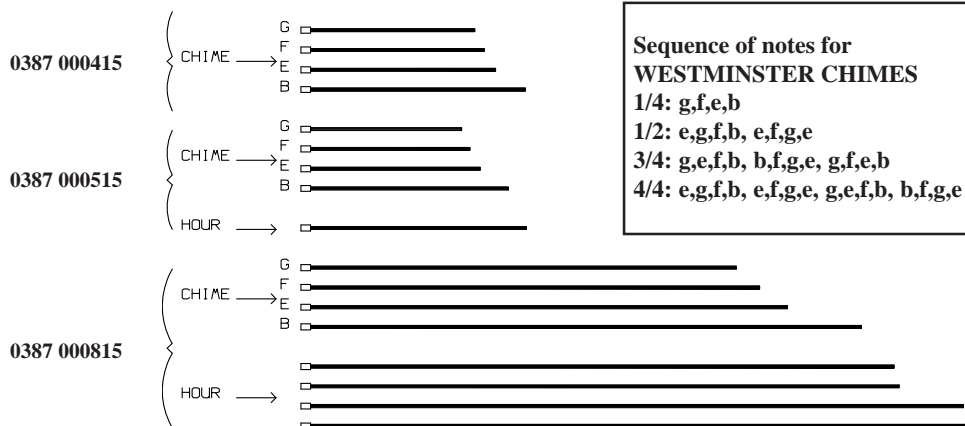 0387 000415
CHIME
G
F
E
B
0387 000515
CHIME
G
F
E
B
HOUR
0387 000815
CHIME
G
F
E
B
HOUR
Sequence of notes for
WESTMINSTER CHIMES
1/4: g,f,e,b
1/2: e,g,f,b, e,f,g,e
3/4: g,e,f,b, b,f,g,e, g,f,e,b
4/4: e,g,f,b, e,f,g,e, g,e,f,b, b,f,g,e